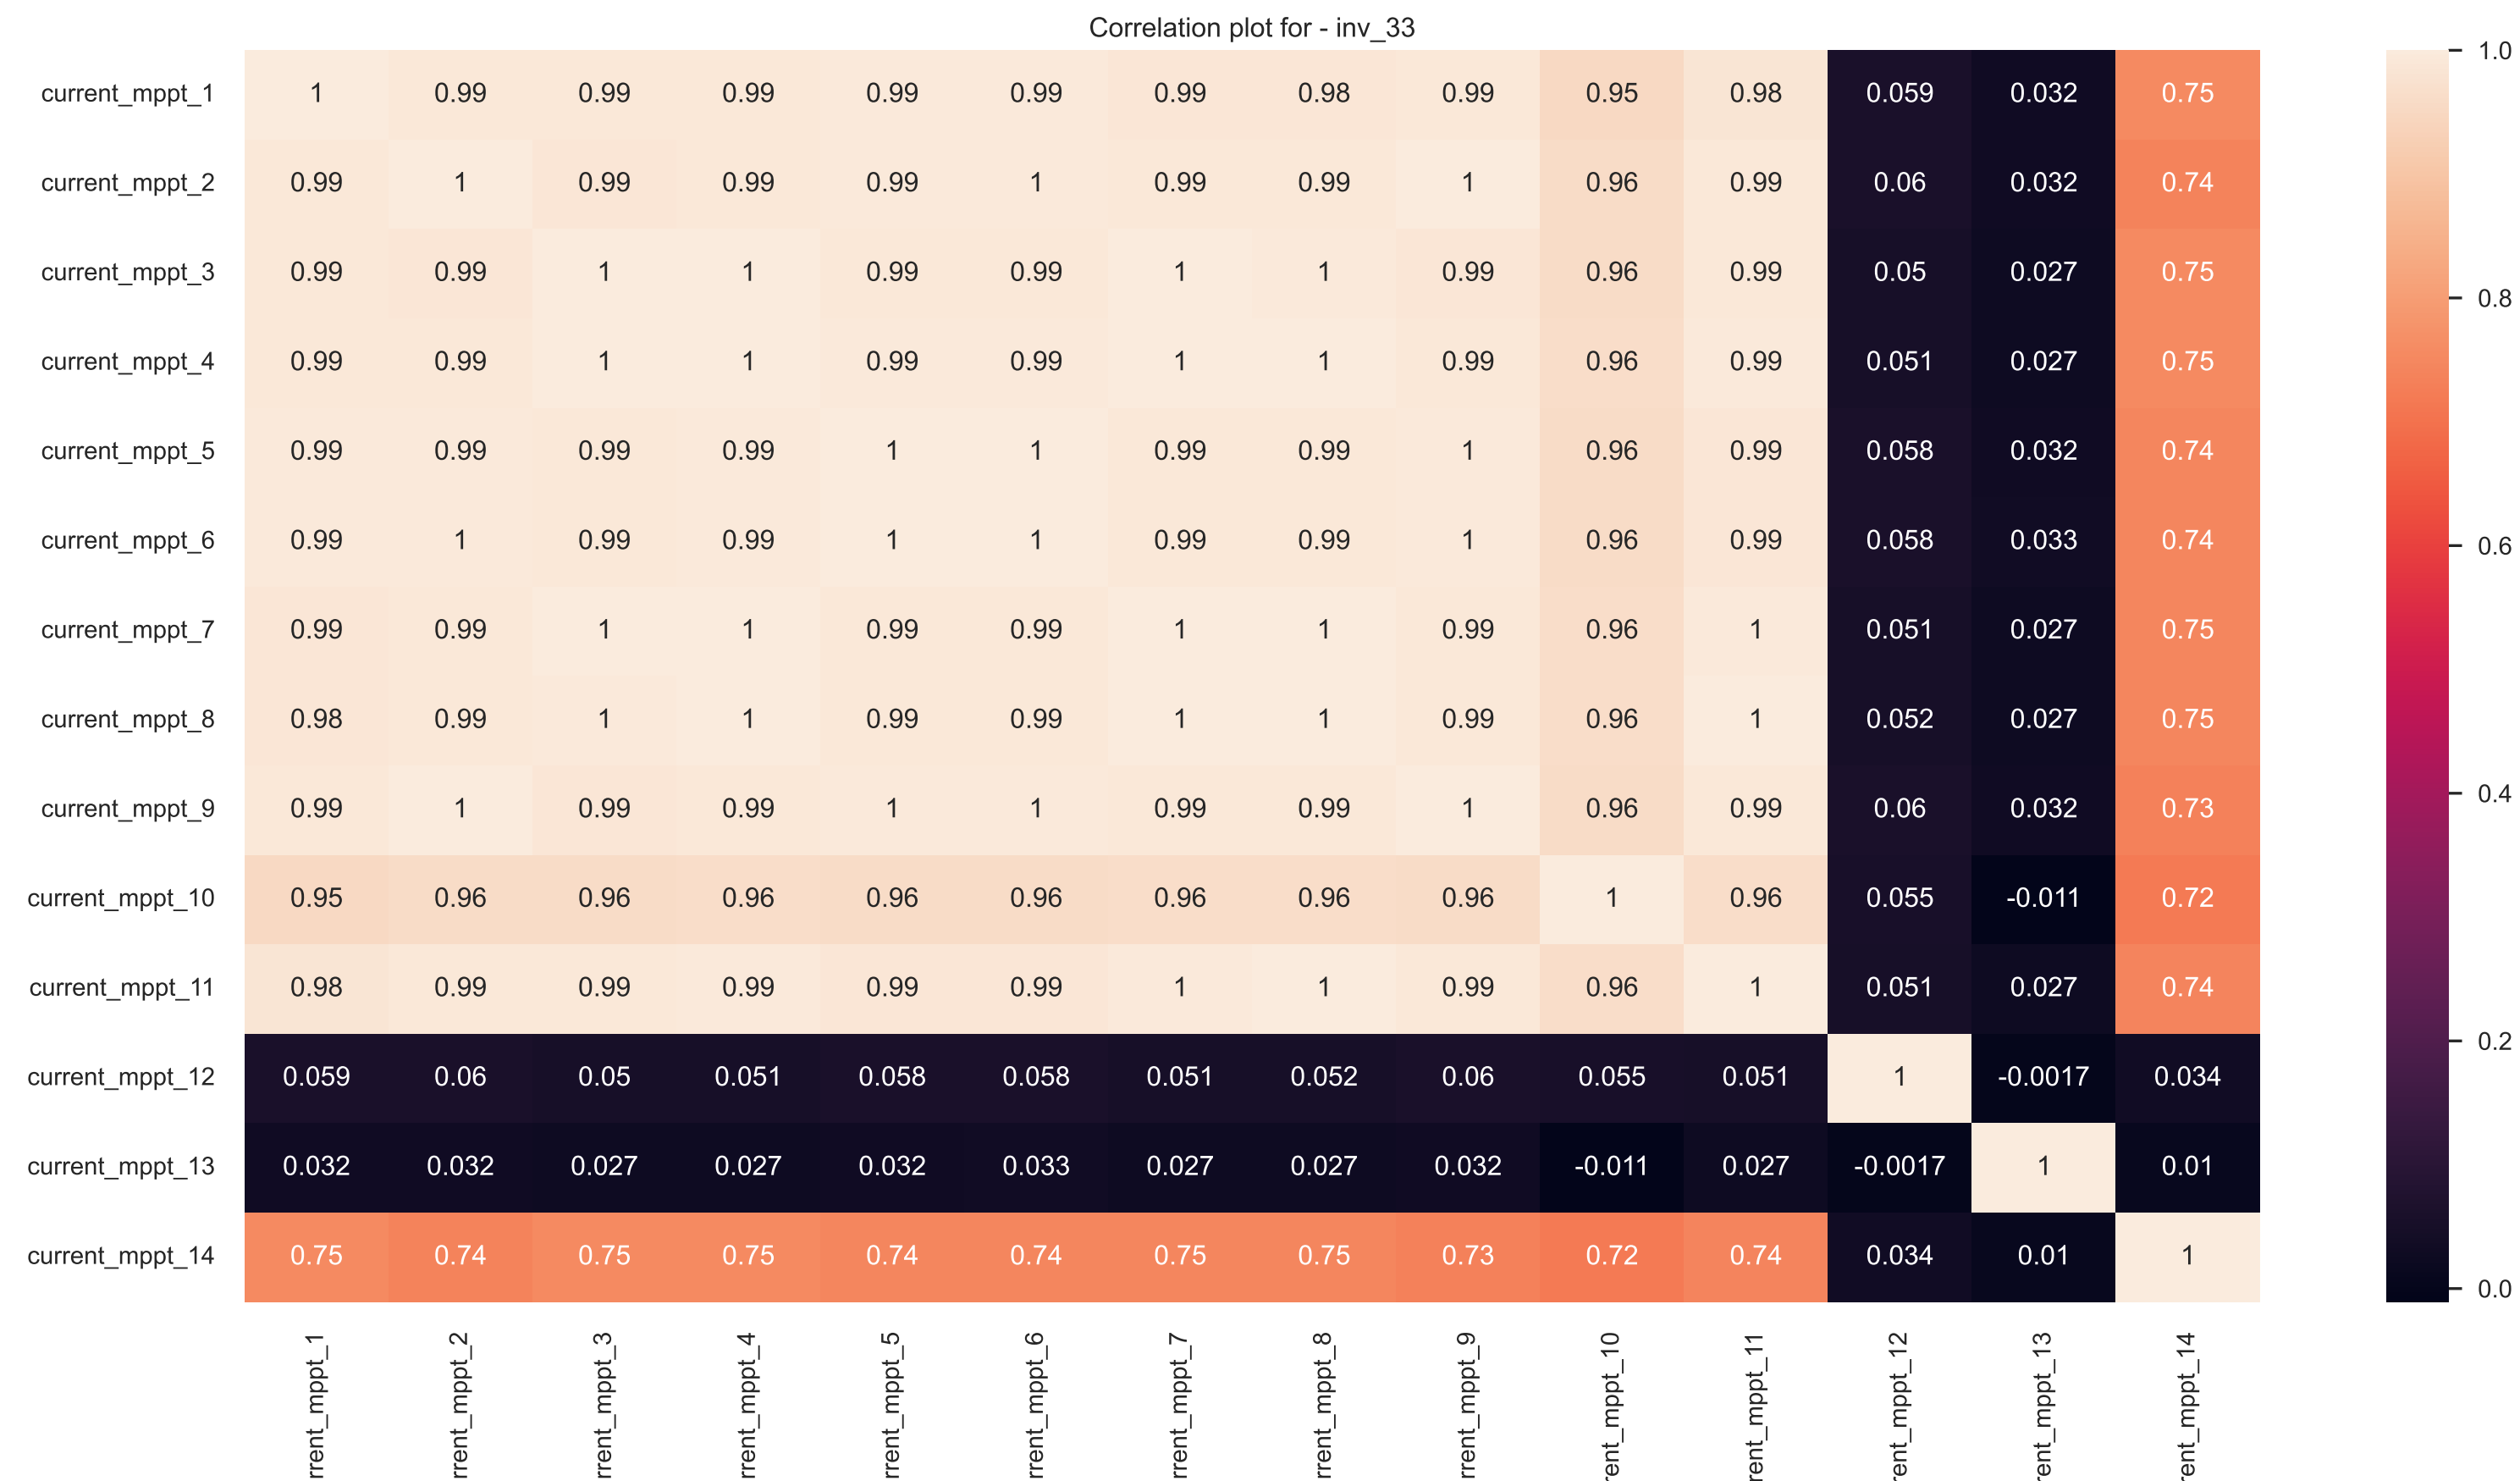 Correlation plot for - inv_33
current_mppt_1 1 0.99 0.99 0.99 0.99 0.99 0.99 0.98 0.99 0.95 0.98 0.059 0.032 0.75
current_mppt_2 0.99 1 0.99 0.99 0.99 1 0.99 0.99 1 0.96 0.99 0.06 0.032 0.74
current_mppt_3 0.99 0.99 1 1 0.99 0.99 1 1 0.99 0.96 0.99 0.05 0.027 0.75
current_mppt_4 0.99 0.99 1 1 0.99 0.99 1 1 0.99 0.96 0.99 0.051 0.027 0.75
current_mppt_5 0.99 0.99 0.99 0.99 1 1 0.99 0.99 1 0.96 0.99 0.058 0.032 0.74
current_mppt_6 0.99 1 0.99 0.99 1 1 0.99 0.99 1 0.96 0.99 0.058 0.033 0.74
current_mppt_7 0.99 0.99 1 1 0.99 0.99 1 1 0.99 0.96 1 0.051 0.027 0.75
current_mppt_8 0.98 0.99 1 1 0.99 0.99 1 1 0.99 0.96 1 0.052 0.027 0.75
current_mppt_9 0.99 1 0.99 0.99 1 1 0.99 0.99 1 0.96 0.99 0.06 0.032 0.73
current_mppt_10 0.95 0.96 0.96 0.96 0.96 0.96 0.96 0.96 0.96 1 0.96 0.055 -0.011 0.72
current_mppt_11 0.98 0.99 0.99 0.99 0.99 0.99 1 1 0.99 0.96 1 0.051 0.027 0.74
current_mppt_12 0.059 0.06 0.05 0.051 0.058 0.058 0.051 0.052 0.06 0.055 0.051 1 -0.0017 0.034
current_mppt_13 0.032 0.032 0.027 0.027 0.032 0.033 0.027 0.027 0.032 -0.011 0.027 -0.0017 1 0.01
current_mppt_14 0.75 0.74 0.75 0.75 0.74 0.74 0.75 0.75 0.73 0.72 0.74 0.034 0.01 1
rrent_mppt_1
rrent_mppt_2
rrent_mppt_3
rrent_mppt_4
rrent_mppt_5
rrent_mppt_6
rrent_mppt_7
rrent_mppt_8
rrent_mppt_9
rent_mppt_10
rent_mppt_11
rent_mppt_12
rent_mppt_13
rent_mppt_14
1.0
0.8
0.6
0.4
0.2
0.0